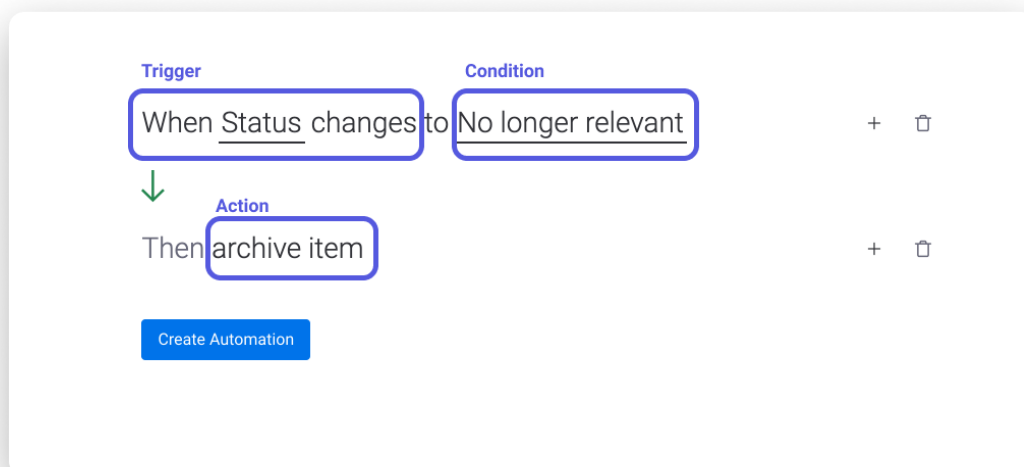 Trigger Condition
When Status changes to No longer relevant
Action
Then archive item
Create Automation